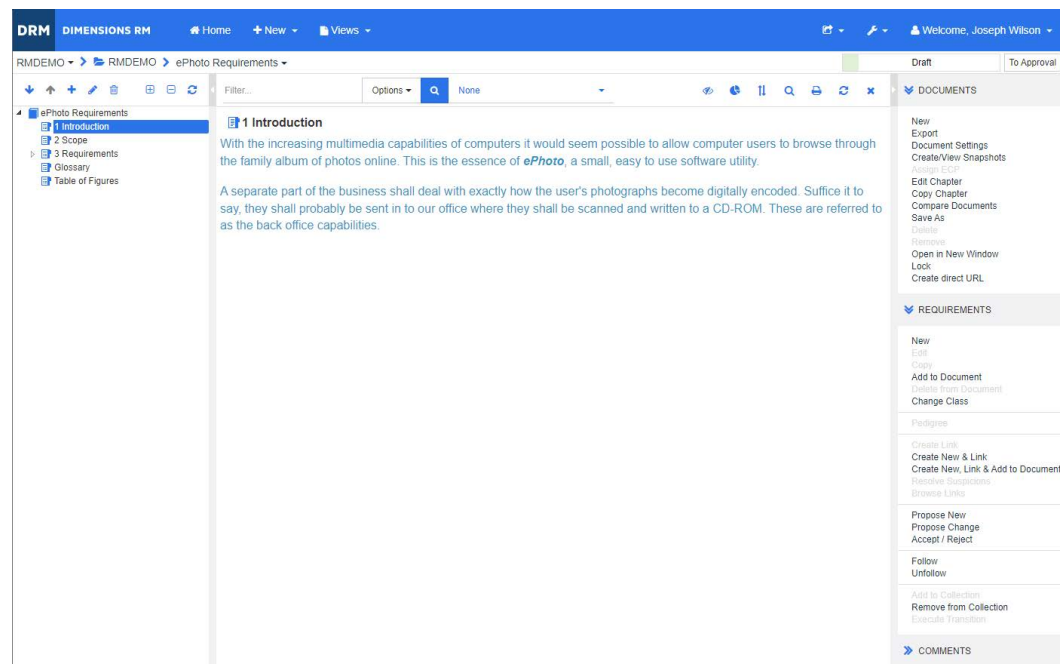 DRM DIMENSIONS RM Home New Views Welcome, Joseph Wilson
RMDEMO RMDEMO ePhoto Requirements Draft To Approval
Filter... Options None
ePhoto Requirements
1 Introduction
2 Scope
3 Requirements
Glossary
Table of Figures
1 Introduction
With the increasing multimedia capabilities of computers it would seem possible to allow computer users to browse through
the family album of photos online. This is the essence of ePhoto, a small, easy to use software utility.
A separate part of the business shall deal with exactly how the user's photographs become digitally encoded. Suffice it to
say, they shall probably be sent in to our office where they shall be scanned and written to a CD-ROM. These are referred to
as the back office capabilities.
DOCUMENTS
New
Export
Document Settings
Create/View Snapshots
Assign ECP
Edit Chapter
Copy Chapter
Compare Documents
Save As
Delete
Remove
Open in New Window
Lock
Create direct URL
REQUIREMENTS
New
Edit
Copy
Add to Document
Delete from Document
Change Class
Pedigree
Create Link
Create New & Link
Create New, Link & Add to Document
Resolve Suspicions
Browse Links
Propose New
Propose Change
Accept / Reject
Follow
Unfollow
Add to Collection
Remove from Collection
Execute Transition
COMMENTS